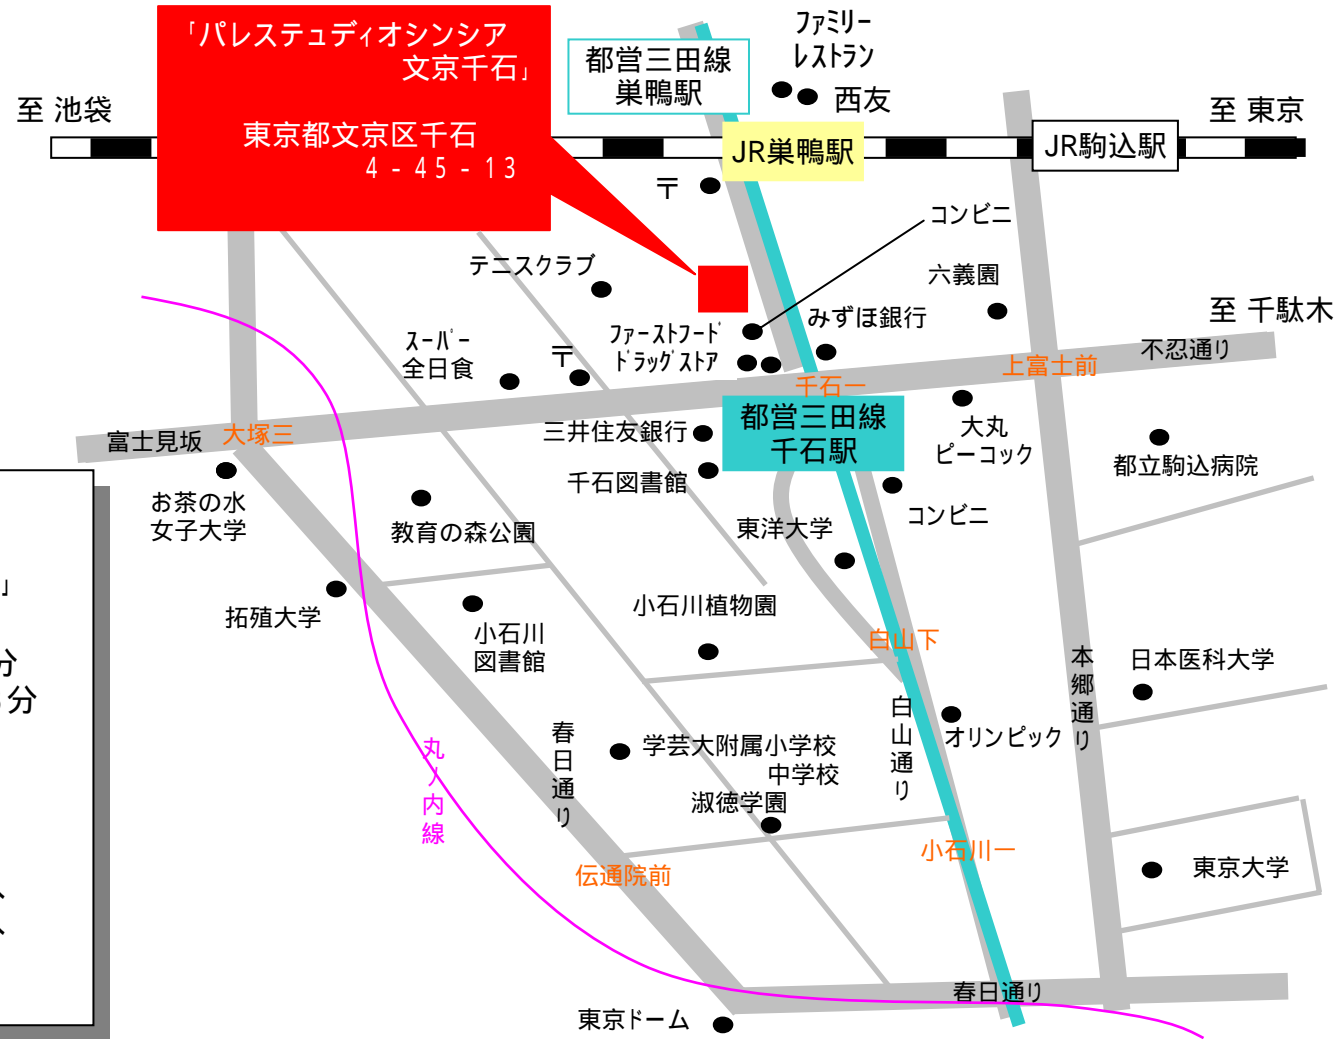 「パレステュディオシンシア
文京千石」
東京都文京区千石
4-45-13
都営三田線
巣鴨駅
ファミリー
レストラン
西友
至 池袋
至 東京
JR巣鴨駅
JR駒込駅
〒
コンビニ
テニスクラブ
六義園
みずほ銀行
至 千駄木
ファーストフード
ドラッグストア
スーパー
全日食
〒
不忍通り
上富士前
千石一
都営三田線
千石駅
大丸
ピーコック
富士見坂
大塚三
三井住友銀行
千石図書館
都立駒込病院
お茶の水
女子大学
教育の森公園
東洋大学
コンビニ
拓殖大学
小石川
図書館
小石川植物園
白山下
本郷通り
日本医科大学
白山通り
オリンピック
丸ノ内線
春日通り
学芸大附属小学校
中学校
淑徳学園
小石川一
伝通院前
東京大学
春日通り
東京ドーム
」
分
分
、
、